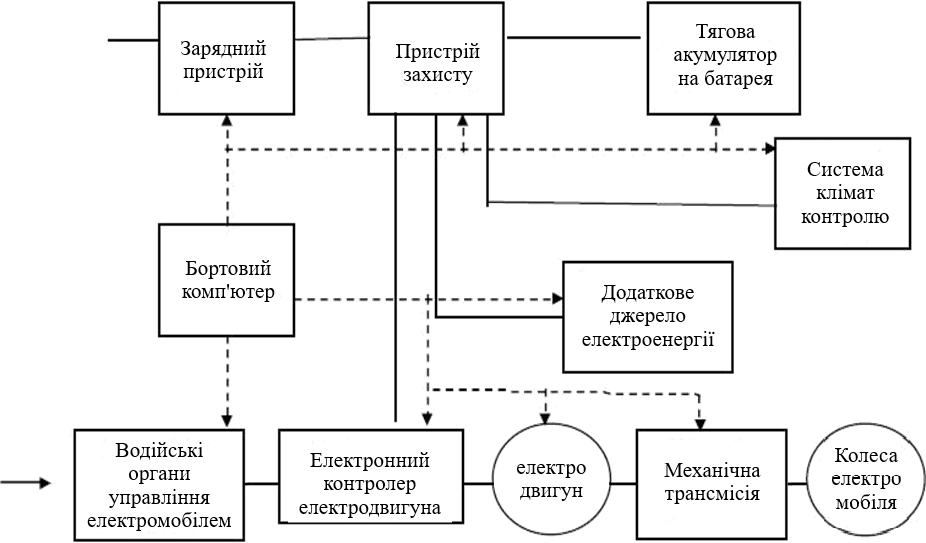 Зарядний
пристрій
Пристрій
захисту
Тягова
акумулятор
на батарея
Система
клімат
контролю
Бортовий
комп'ютер
Додаткове
джерело
електроенергії
Водійські
органи
управління
електромобілем
Електронний
контролер
електродвигуна
електро
двигун
Механічна
трансмісія
Колеса
електро
мобіля